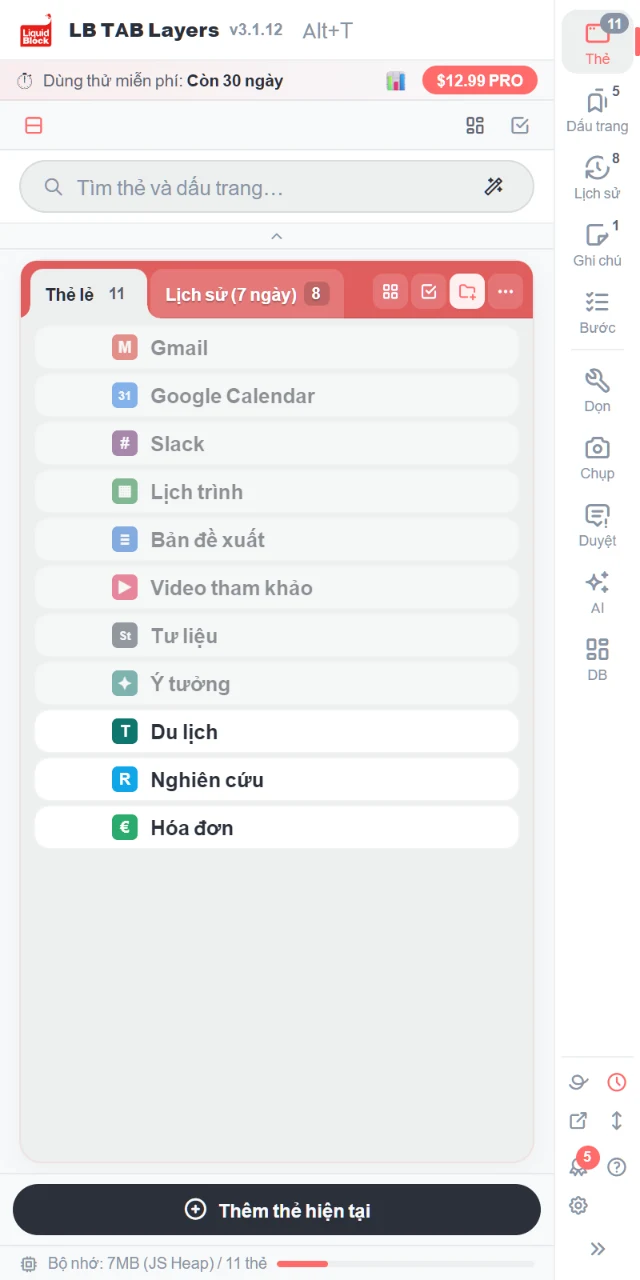 Liquid Block LB TAB Layers v3.1.12 Alt+T
Dùng thử miễn phí: Còn 30 ngày $12.99 PRO
Tìm thẻ và dấu trang…
Thẻ lẻ 11 Lịch sử (7 ngày) 8
M Gmail
31 Google Calendar
# Slack
Lịch trình
Bản đề xuất
Video tham khảo
St Tư liệu
Ý tưởng
T Du lịch
R Nghiên cứu
€ Hóa đơn
Thêm thẻ hiện tại
Bộ nhớ: 7MB (JS Heap) / 11 thẻ
11
Thẻ
5
Dấu trang
8
Lịch sử
1
Ghi chú
Bước
Dọn
Chụp
Duyệt
AI
DB
5